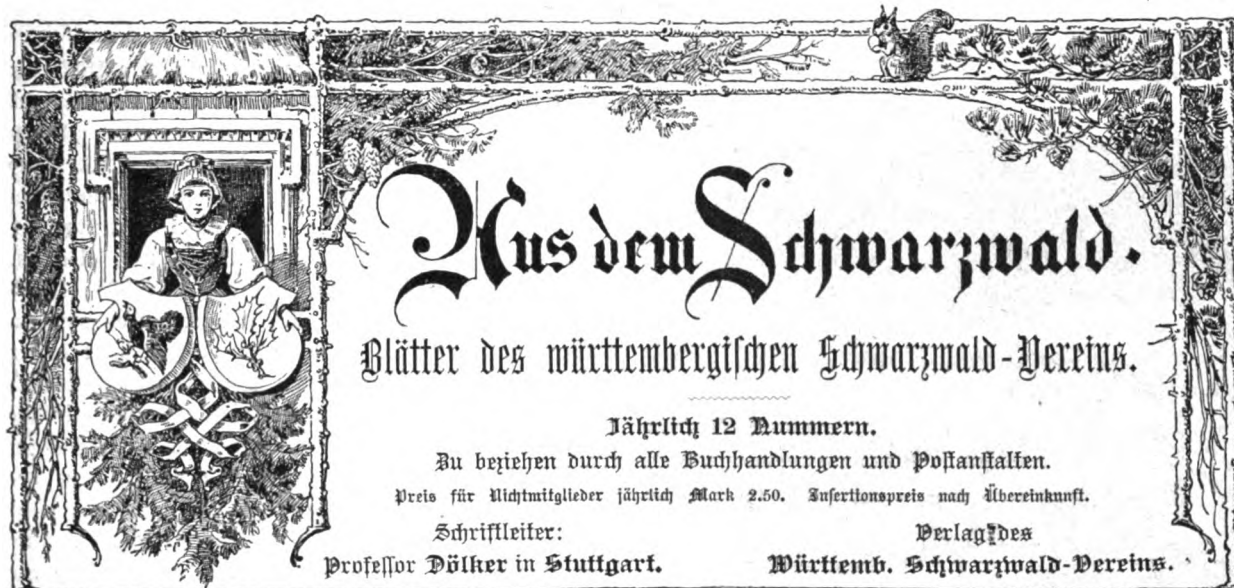 Aus dem Schwarzwald.
Blätter des württembergischen Schwarzwald-Vereins.
Jährlich 12 Nummern.
Zu beziehen durch alle Buchhandlungen und Postanstalten.
Preis für Nichtmitglieder jährlich Mark 2.50. Insertionspreis nach Übereinkunft.
Schriftleiter:
Professor Dölker in Stuttgart.
Verlag des
Württemb. Schwarzwald-Vereins.